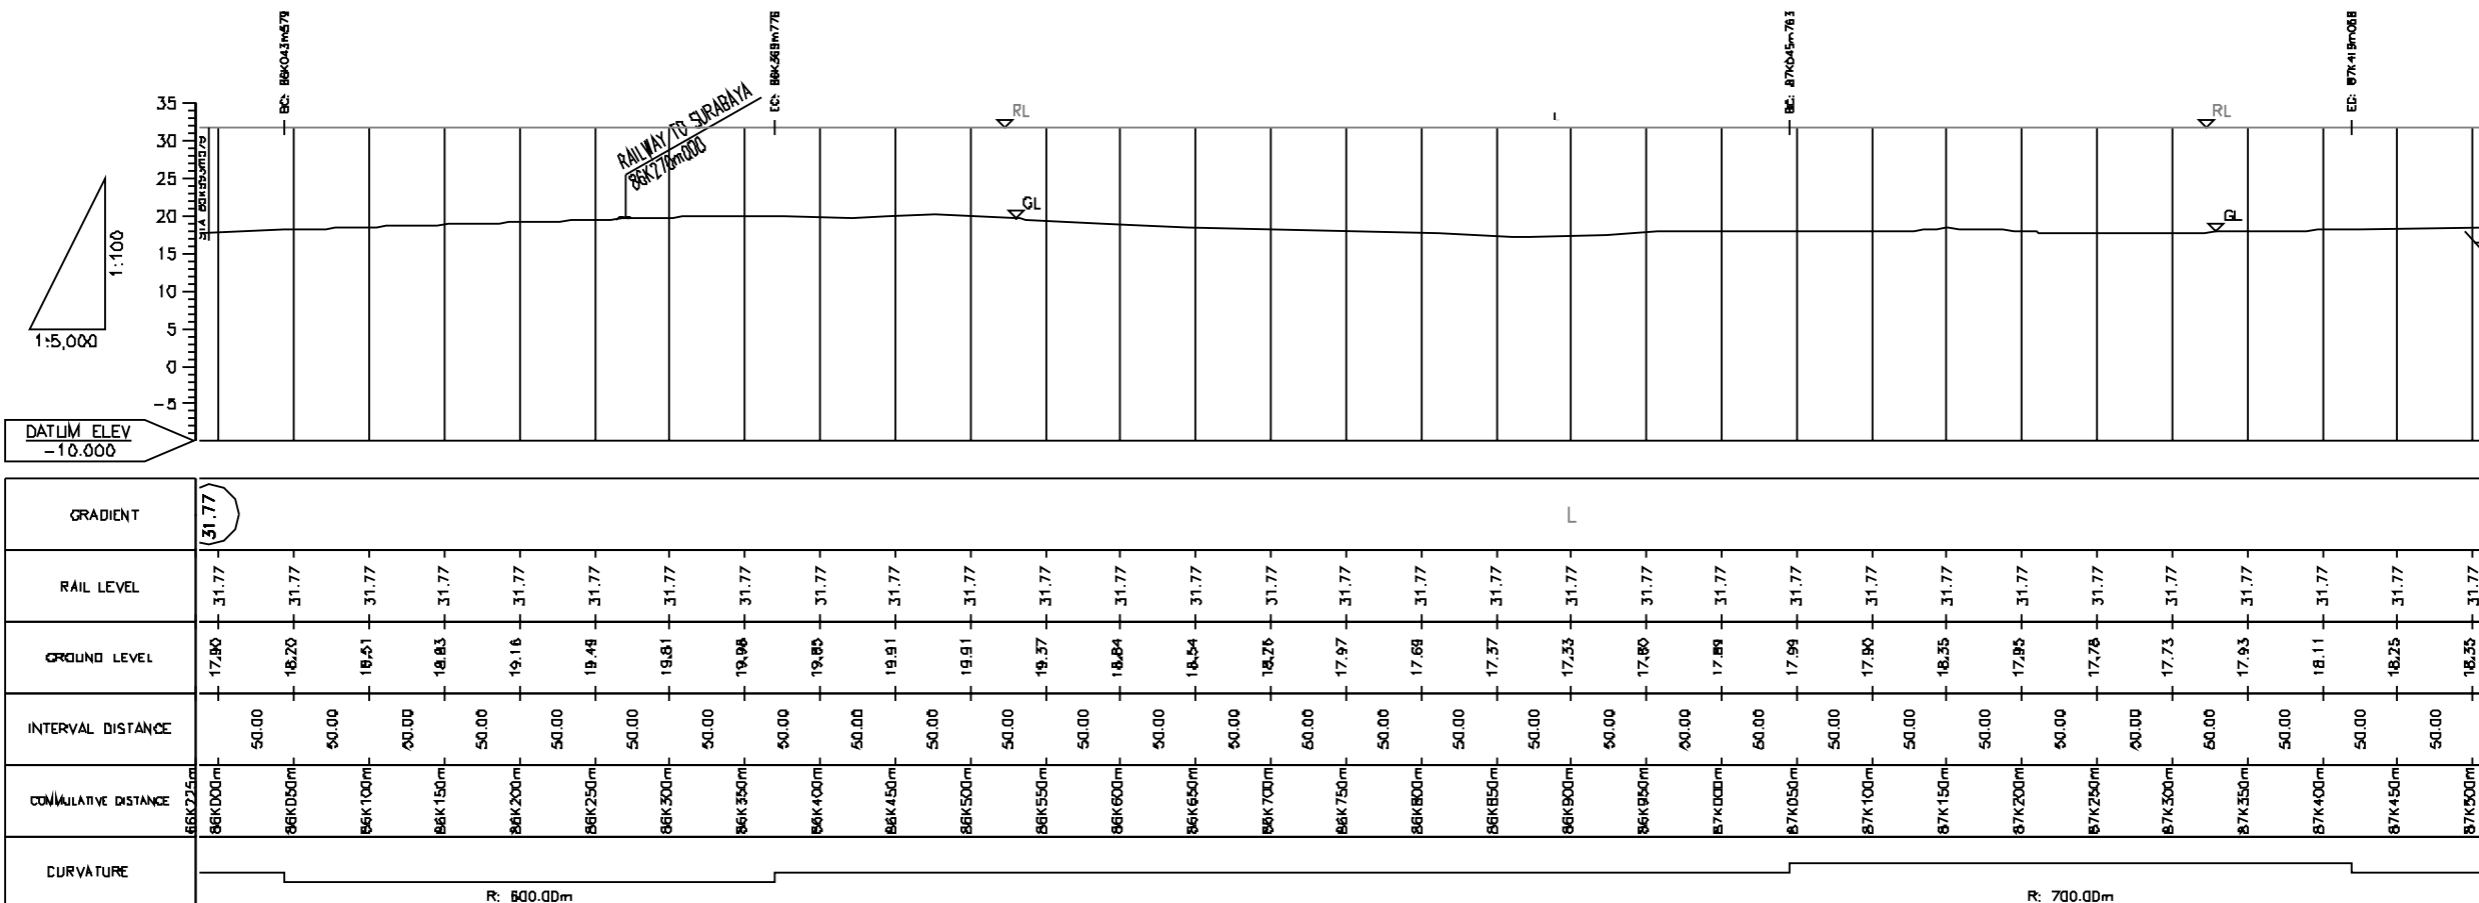 RAILWAY TO SURABAYA
86K270m000
RL
RL
GL
GL
35
30
25
20
15
10
5
0
-5
1:100
1:5,000
DATUM ELEV
-10.000
GRADIENT
31.77
L
RAIL LEVEL
31.77 31.77 31.77 31.77 31.77 31.77 31.77 31.77 31.77 31.77 31.77 31.77 31.77 31.77 31.77 31.77 31.77 31.77 31.77 31.77 31.77 31.77 31.77 31.77 31.77 31.77 31.77 31.77 31.77 31.77 31.77
GROUND LEVEL
17.90 18.20 18.51 18.83 19.16 19.49 19.81 19.98 19.85 19.91 19.91 19.37 18.84 18.54 18.25 17.97 17.69 17.37 17.33 17.89 17.99 17.90 18.35 17.95 17.78 17.73 17.93 18.11 18.25 18.35
INTERVAL DISTANCE
50.00 50.00 50.00 50.00 50.00 50.00 50.00 50.00 50.00 50.00 50.00 50.00 50.00 50.00 50.00 50.00 50.00 50.00 50.00 50.00 50.00 50.00 50.00 50.00 50.00 50.00 50.00 50.00 50.00 50.00
COMMULATIVE DISTANCE
86K000m 86K050m 86K100m 86K150m 86K200m 86K250m 86K300m 86K350m 86K400m 86K450m 86K500m 86K550m 86K600m 86K650m 86K700m 86K750m 86K800m 86K850m 86K900m 86K950m 87K000m 87K050m 87K100m 87K150m 87K200m 87K250m 87K300m 87K350m 87K400m 87K450m 87K500m
CURVATURE
R: 600.00m
R: 700.00m